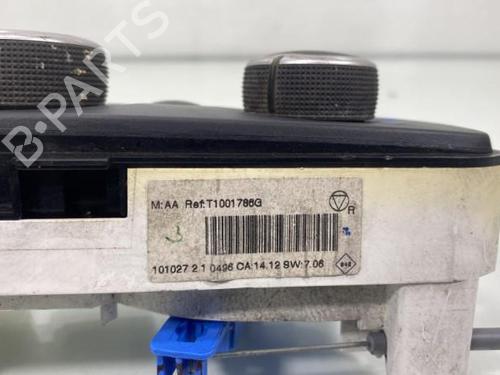 B-PARTS
M:AA Ref:T1001786G
R
101027 2 1 0496 CA:14.12 SW:7.06